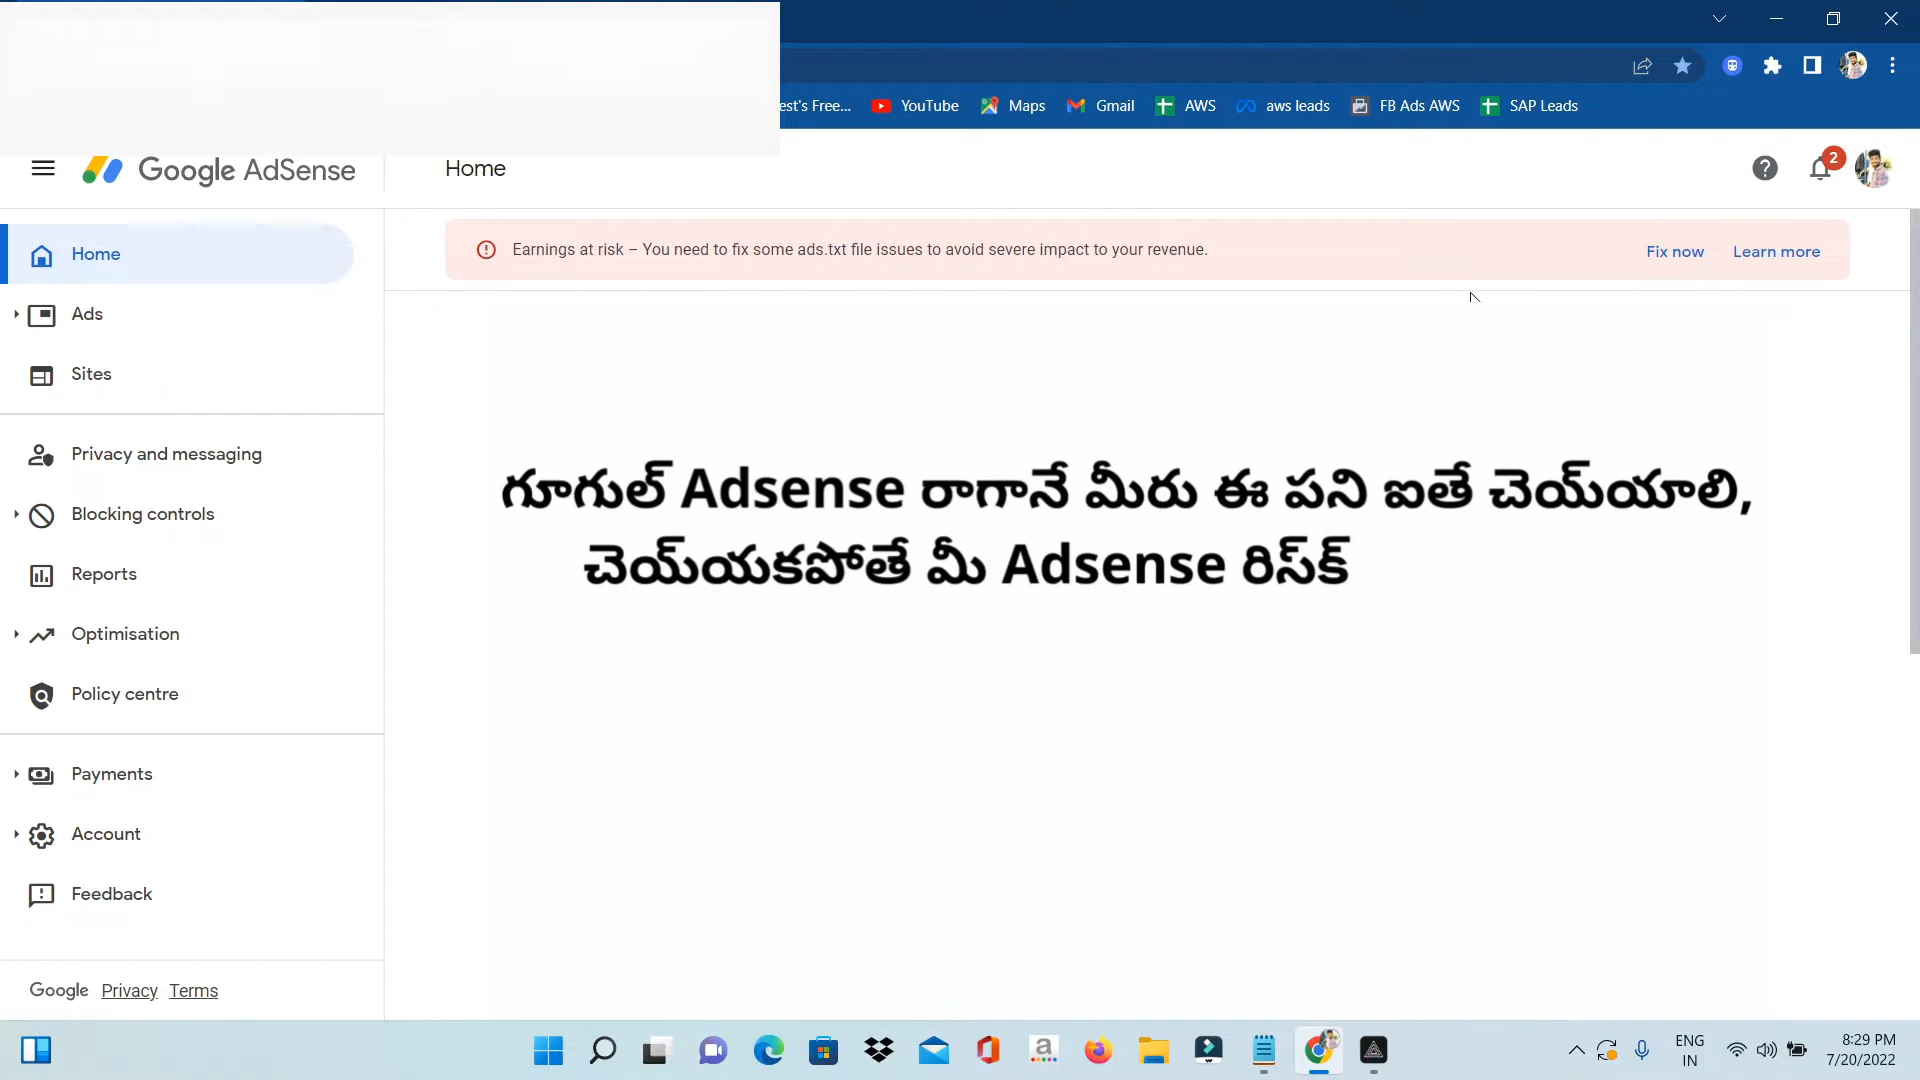 est's Free...
YouTube
Maps
Gmail
AWS
aws leads
FB Ads AWS
SAP Leads
Google AdSense
Home
2
Earnings at risk – You need to fix some ads.txt file issues to avoid severe impact to your revenue.
Fix now
Learn more
Home
Ads
Sites
Privacy and messaging
Blocking controls
Reports
Optimisation
Policy centre
Payments
Account
Feedback
Google Privacy Terms
గూగుల్ Adsense రాగానే మీరు ఈ పని ఐతే చెయ్‌యాలి,
చెయ్‌యకపోతే మీ Adsense రిస్క్
ENG
IN
8:29 PM
7/20/2022